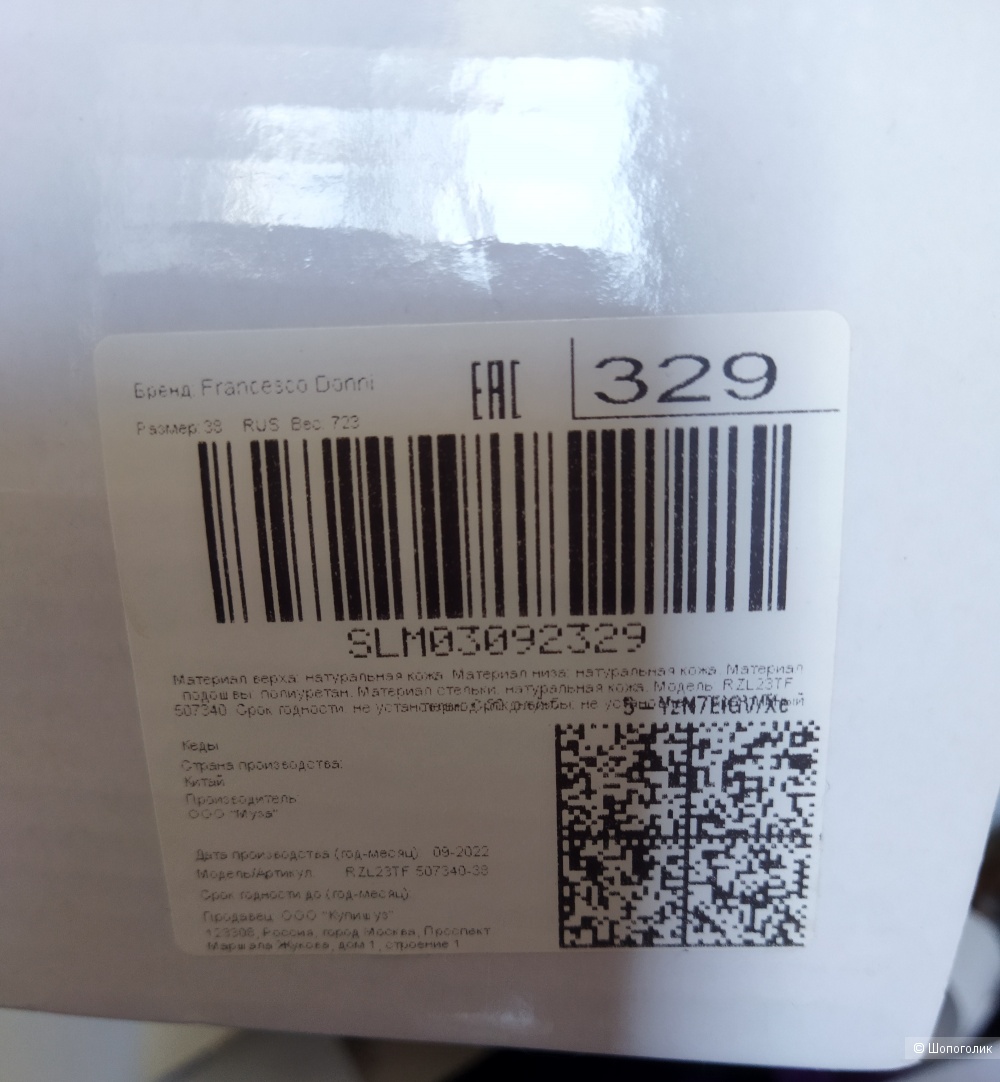 Бренд: Francesco Donni
EAC
329
Размер: 38 RUS Вес: 723
SLM03092329
Материал верха: натуральная кожа. Материал низа: натуральная кожа. Материал
подошвы: полиуретан. Материал стельки: натуральная кожа. Модель: RZL23TF
507340. Срок годности: не
Кеды
Страна производства:
Китай
Производитель:
ООО "Муза"
Дата производства (год-месяц): 09-2022
Модель/Артикул: RZL23TF 507340-38
Срок годности до (год-месяц):
Продавец: ООО "Купишуз"
123308, Россия, город Москва, Проспект
Маршала Жукова, дом 1, строение 1
© Шопоголик